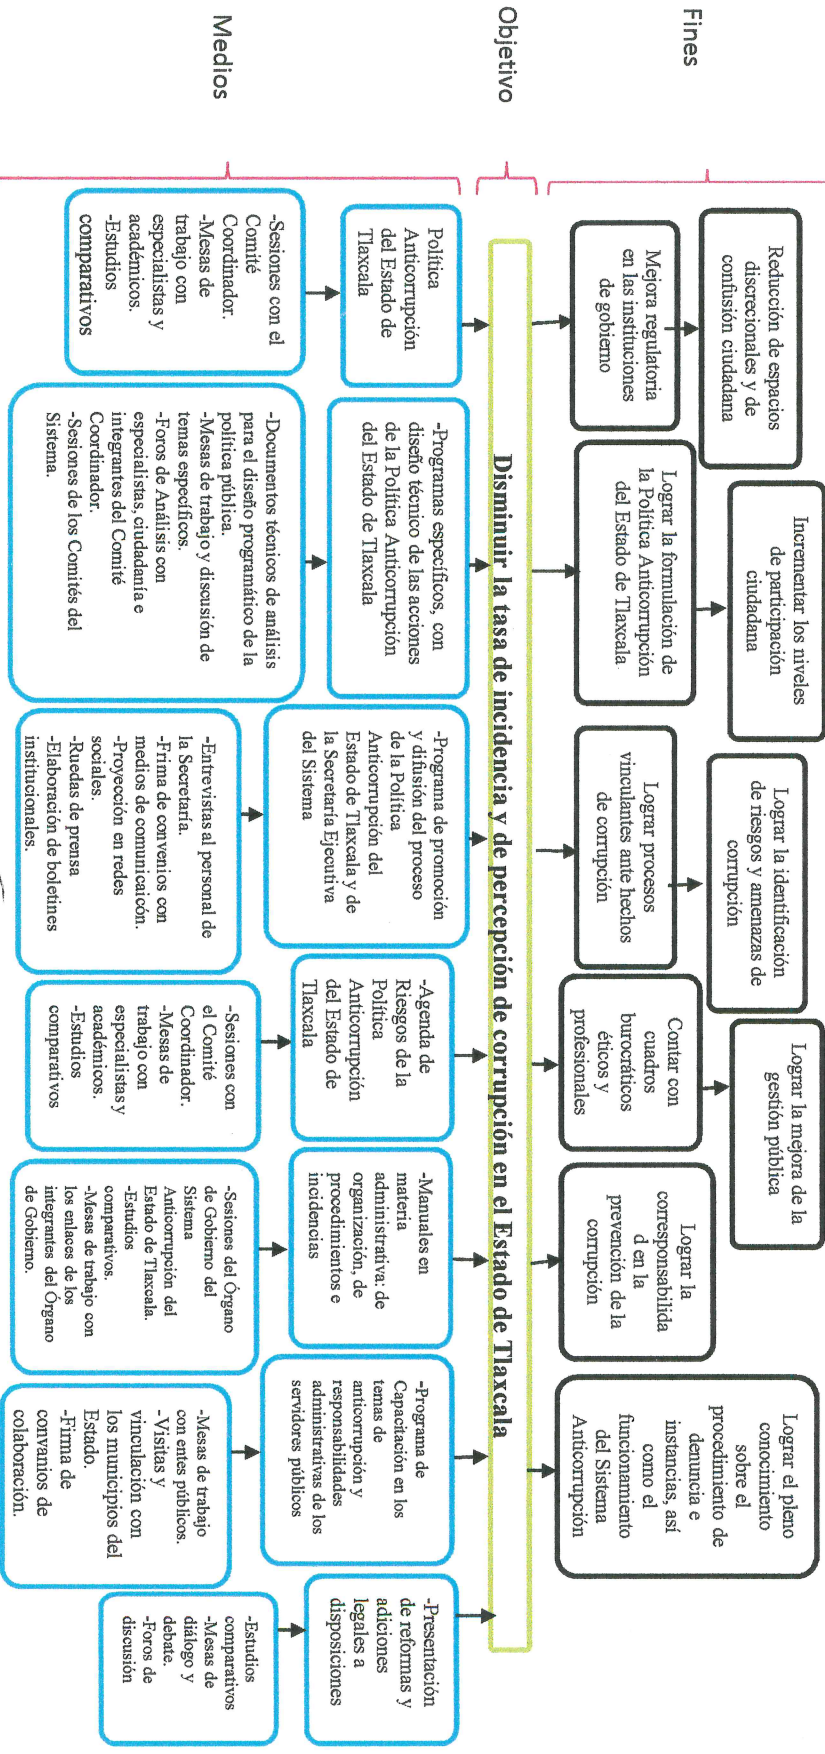 Fines
Reducción de espacios
discrecionales y de
confusión ciudadana
Incrementar los niveles
de participación
ciudadana
Lograr la identificación
de riesgos y amenazas de
corrupción
Lograr la mejora de la
gestión pública
Mejora regulatoria
en las instituciones
de gobierno
Lograr la formulación de
la Política Anticorrupción
del Estado de Tlaxcala
Lograr procesos
vinculantes ante hechos
de corrupción
Contar con
cuadros
burocráticos
éticos y
profesionales
Lograr la
corresponsabilida
d en la
prevención de la
corrupción
Lograr el pleno
conocimiento
sobre el
procedimiento de
denuncia e
instancias, así
como el
funcionamiento
del Sistema
Anticorrupción
Objetivo
Disminuir la tasa de incidencia y de percepción de corrupción en el Estado de Tlaxcala
Medios
Política
Anticorrupción
del Estado de
Tlaxcala
-Programas específicos, con
diseño técnico de las acciones
de la Política Anticorrupción
del Estado de Tlaxcala
-Programa de promoción
y difusión del proceso
de la Política
Anticorrupción del
Estado de Tlaxcala y de
la Secretaría Ejecutiva
del Sistema
-Agenda de
Riesgos de la
Política
Anticorrupción
del Estado de
Tlaxcala
-Manuales en
materia
administrativa: de
organización, de
procedimientos e
incidencias
-Programa de
Capacitación en los
temas de
anticorrupción y
responsabilidades
administrativas de los
servidores públicos
-Presentación
de reformas y
adiciones
legales a
disposiciones
-Sesiones con el
Comité
Coordinador.
-Mesas de
trabajo con
especialistas y
académicos.
-Estudios
comparativos
-Documentos técnicos de análisis
para el diseño programático de la
política pública.
-Mesas de trabajo y discusión de
temas específicos.
-Foros de Análisis con
especialistas, ciudadanía e
integrantes del Comité
Coordinador.
-Sesiones de los Comités del
Sistema.
-Entrevistas al personal de
la Secretaría.
-Frima de convenios con
medios de comunicaicón.
-Proyección en redes
sociales.
-Ruedas de prensa
-Elaboración de boletines
institucionales.
-Sesiones con
el Comité
Coordinador.
-Mesas de
trabajo con
especialistas y
académicos.
-Estudios
comparativos
-Sesiones del Órgano
de Gobierno del
Sistema
Anticorrupción del
Estado de Tlaxcala.
-Estudios
comparativos.
-Mesas de trabajo con
los enlaces de los
integrantes del Órgano
de Gobierno.
-Mesas de trabajo
con entes públicos.
-Visitas y
vinculación con
los municipios del
Estado.
-Firma de
convanios de
colaboración.
-Estudios
comparativos
-Mesas de
diálogo y
debate.
-Foros de
discusión